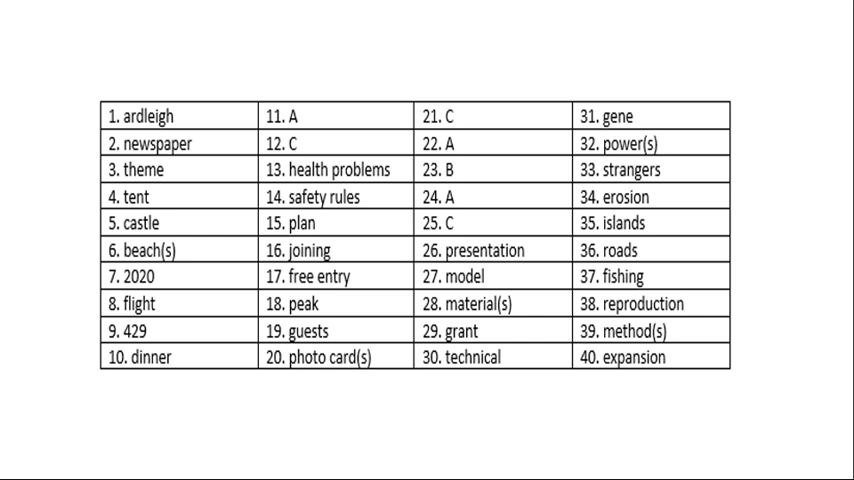 1. ardleigh 11. A 21. C 31. gene
2. newspaper 12. C 22. A 32. power(s)
3. theme 13. health problems 23. B 33. strangers
4. tent 14. safety rules 24. A 34. erosion
5. castle 15. plan 25. C 35. islands
6. beach(s) 16. joining 26. presentation 36. roads
7. 2020 17. free entry 27. model 37. fishing
8. flight 18. peak 28. material(s) 38. reproduction
9. 429 19. guests 29. grant 39. method(s)
10. dinner 20. photo card(s) 30. technical 40. expansion